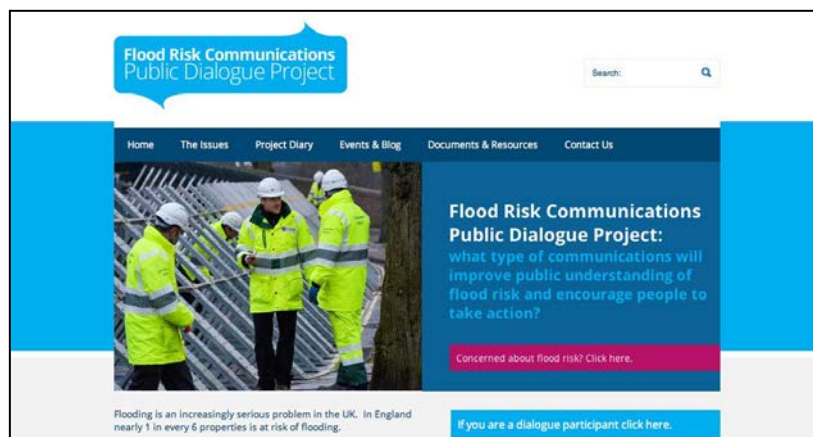 Flood Risk Communications
Public Dialogue Project
Search:
Home The Issues Project Diary Events & Blog Documents & Resources Contact Us
Flood Risk Communications
Public Dialogue Project:
what type of communications will
improve public understanding of
flood risk and encourage people to
take action?
Concerned about flood risk? Click here.
Flooding is an increasingly serious problem in the UK. In England
nearly 1 in every 6 properties is at risk of flooding.
If you are a dialogue participant click here.